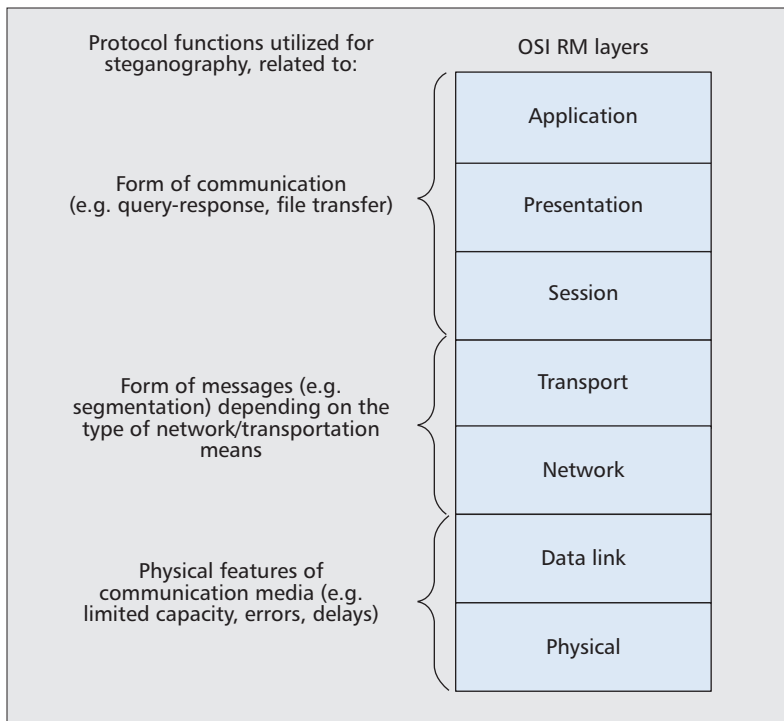 Protocol functions utilized for
steganography, related to:
OSI RM layers
Application
Form of communication
(e.g. query-response, file transfer)
Presentation
Session
Form of messages (e.g.
segmentation) depending on the
type of network/transportation
means
Transport
Network
Physical features of
communication media (e.g.
limited capacity, errors, delays)
Data link
Physical